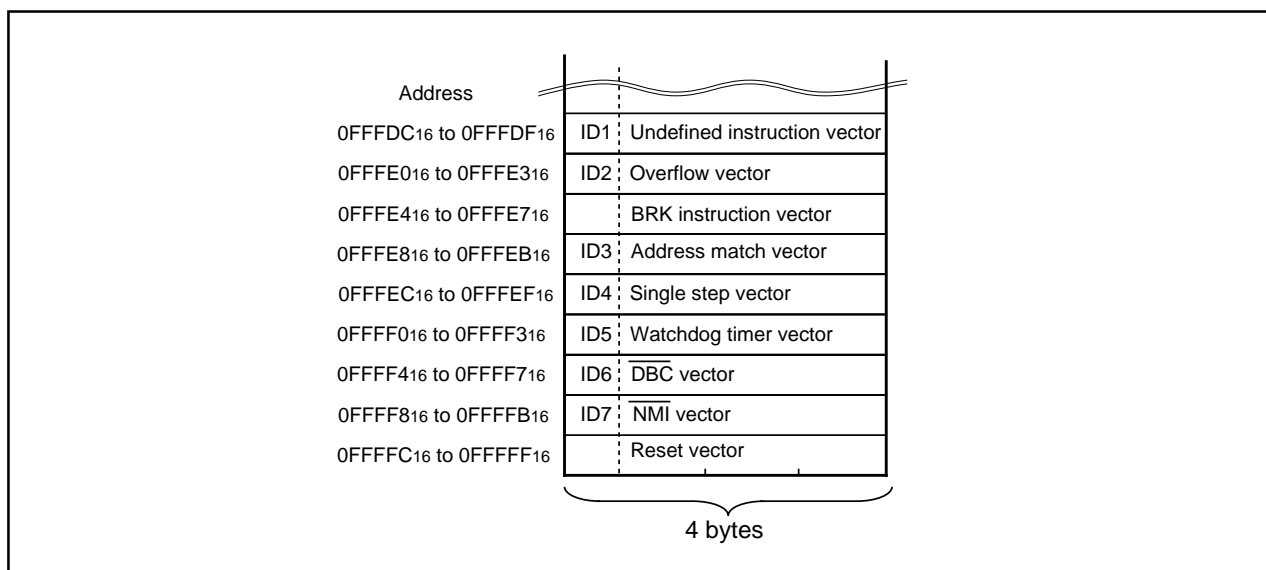 Address
0FFFDC16 to 0FFFDF16 ID1 Undefined instruction vector
0FFFE016 to 0FFFE316 ID2 Overflow vector
0FFFE416 to 0FFFE716 BRK instruction vector
0FFFE816 to 0FFFEB16 ID3 Address match vector
0FFFEC16 to 0FFFEF16 ID4 Single step vector
0FFFF016 to 0FFFF316 ID5 Watchdog timer vector
0FFFF416 to 0FFFF716 ID6 D̅B̅C̅ vector
0FFFF816 to 0FFFFB16 ID7 N̅M̅I̅ vector
0FFFFC16 to 0FFFFF16 Reset vector
4 bytes